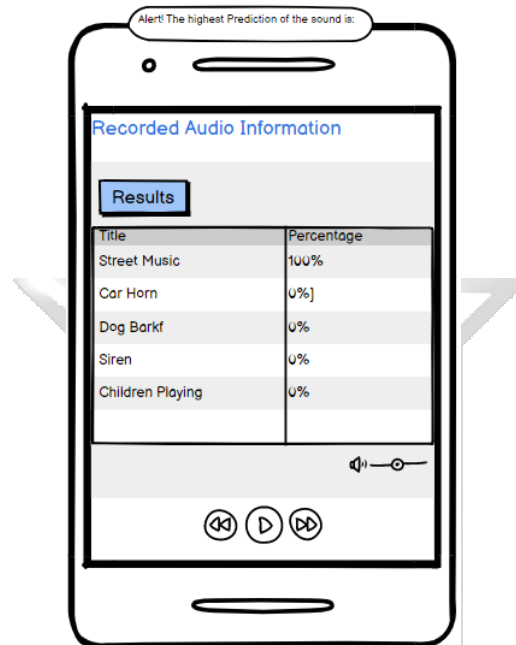 Alert! The highest Prediction of the sound is:
Recorded Audio Information
Results
Title Percentage
Street Music 100%
Car Horn 0%]
Dog Barkf 0%
Siren 0%
Children Playing 0%